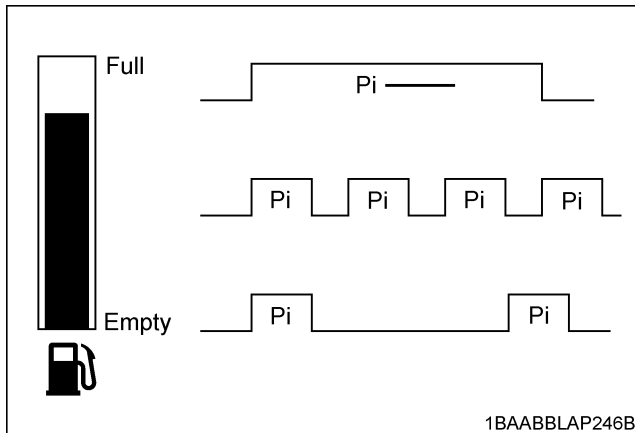 Full
Pi
Pi Pi Pi Pi
Empty
Pi Pi
1BAABBLAP246B